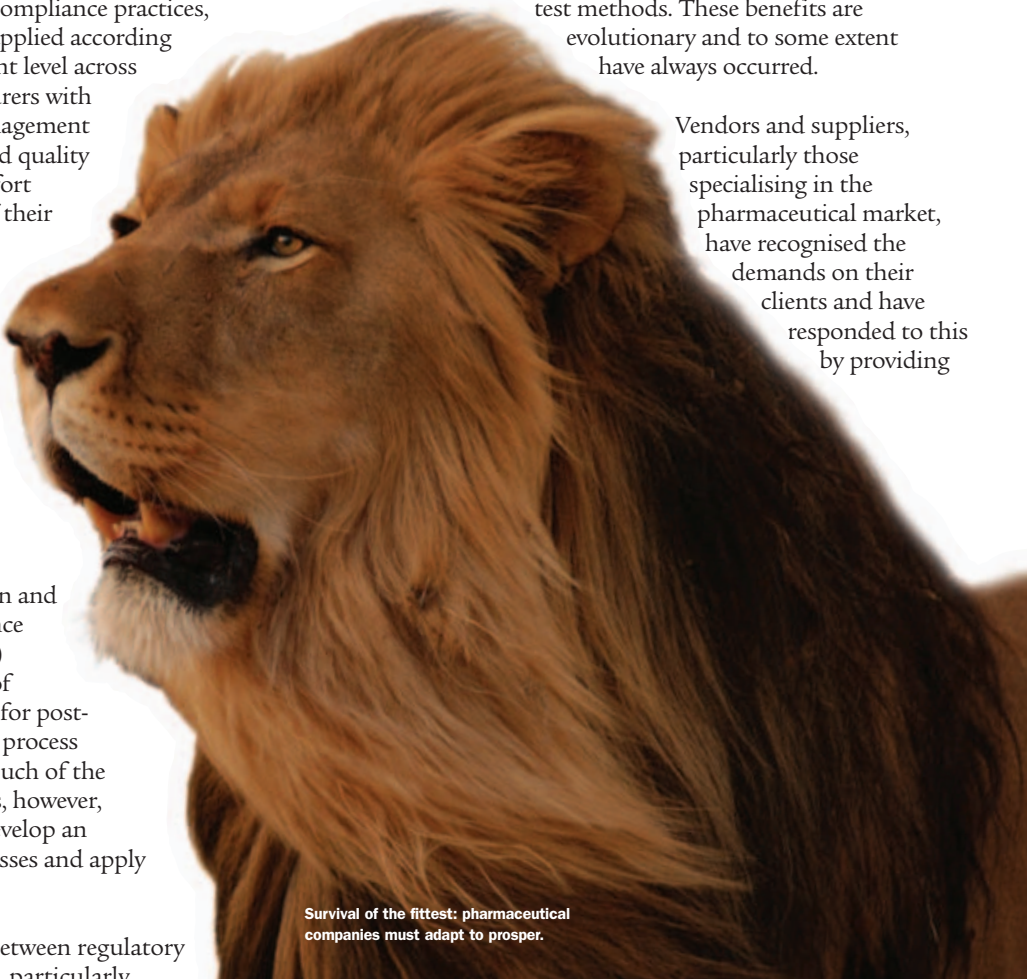 ompliance practices,
pplied according
nt level across
rers with
agement
d quality
fort
their
n and
ce
)
of
for post-
process
uch of the
s, however,
velop an
sses and apply
etween regulatory
particularly
test methods. These benefits are
evolutionary and to some extent
have always occurred.
Vendors and suppliers,
particularly those
specialising in the
pharmaceutical market,
have recognised the
demands on their
clients and have
responded to this
by providing
Survival of the fittest: pharmaceutical
companies must adapt to prosper.